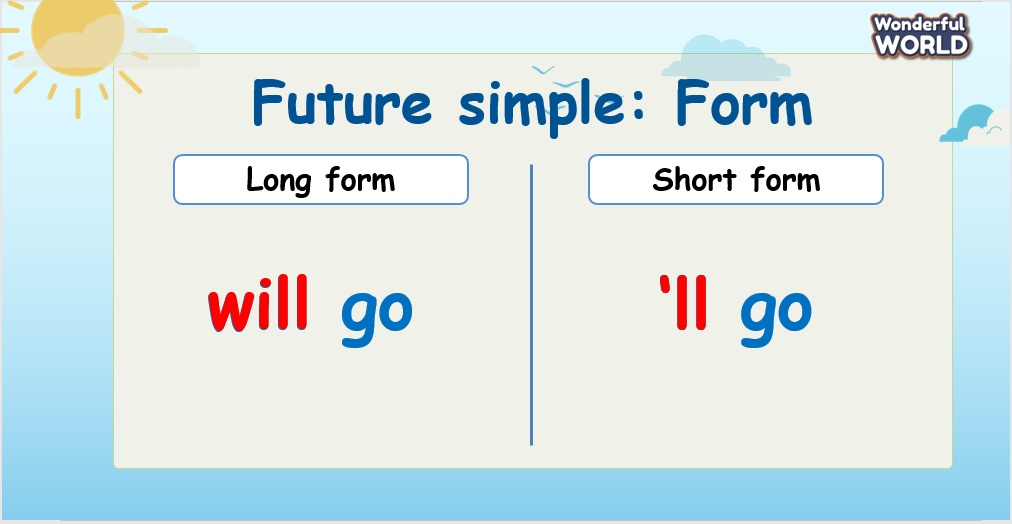 Wonderful
WORLD
Future simple: Form
Long form
Short form
will go
'll go